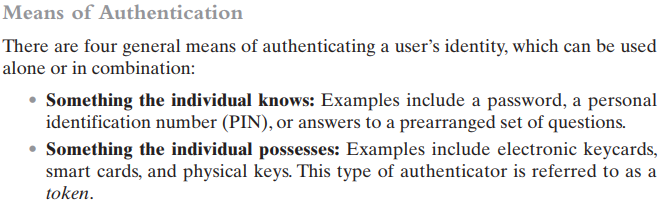 Means of Authentication
There are four general means of authenticating a user's identity, which can be used
alone or in combination:
• Something the individual knows: Examples include a password, a personal
identification number (PIN), or answers to a prearranged set of questions.
• Something the individual possesses: Examples include electronic keycards,
smart cards, and physical keys. This type of authenticator is referred to as a
token.